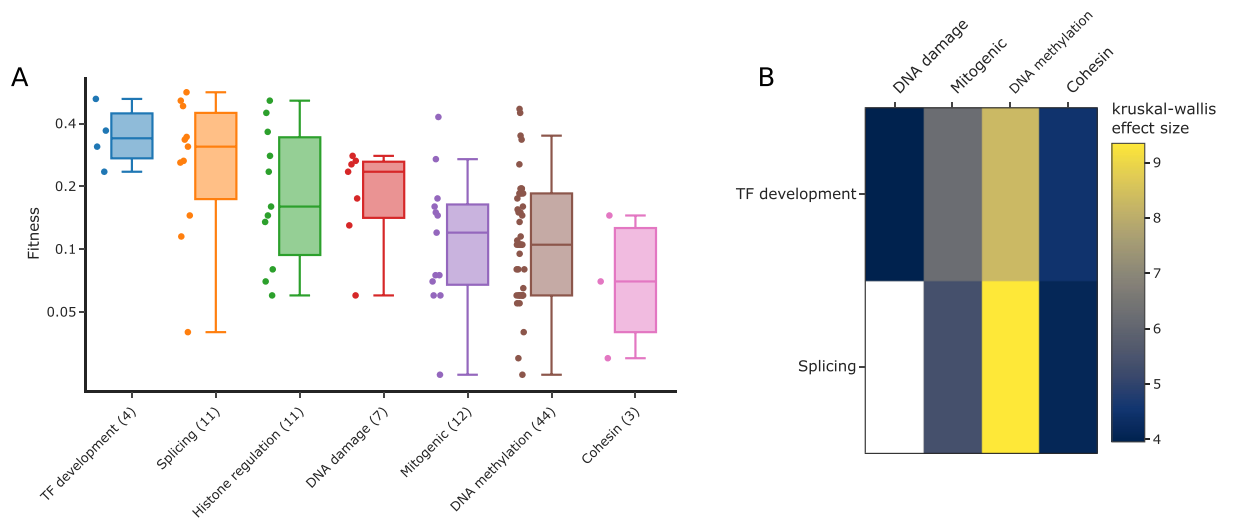 A
Fitness
0.4
0.2
0.1
0.05
TF development (4)
Splicing (11)
Histone regulation (11)
DNA damage (7)
Mitogenic (12)
DNA methylation (44)
Cohesin (3)
B
DNA damage
Mitogenic
DNA methylation
Cohesin
TF development
Splicing
kruskal-wallis
effect size
9
8
7
6
5
4